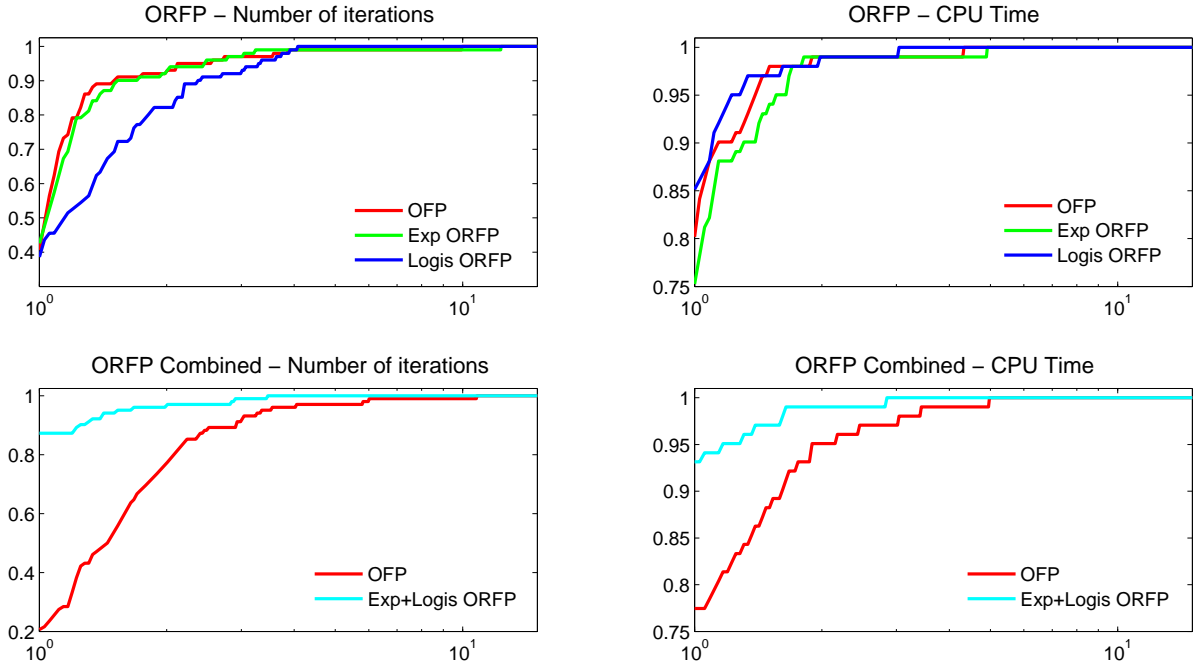 ORFP − Number of iterations
1
0.9
0.8
0.7
0.6
0.5
0.4
OFP
Exp ORFP
Logis ORFP
10^0
10^1
ORFP − CPU Time
1
0.95
0.9
0.85
0.8
0.75
OFP
Exp ORFP
Logis ORFP
10^0
10^1
ORFP Combined − Number of iterations
1
0.8
0.6
0.4
0.2
OFP
Exp+Logis ORFP
10^0
10^1
ORFP Combined − CPU Time
1
0.95
0.9
0.85
0.8
0.75
OFP
Exp+Logis ORFP
10^0
10^1